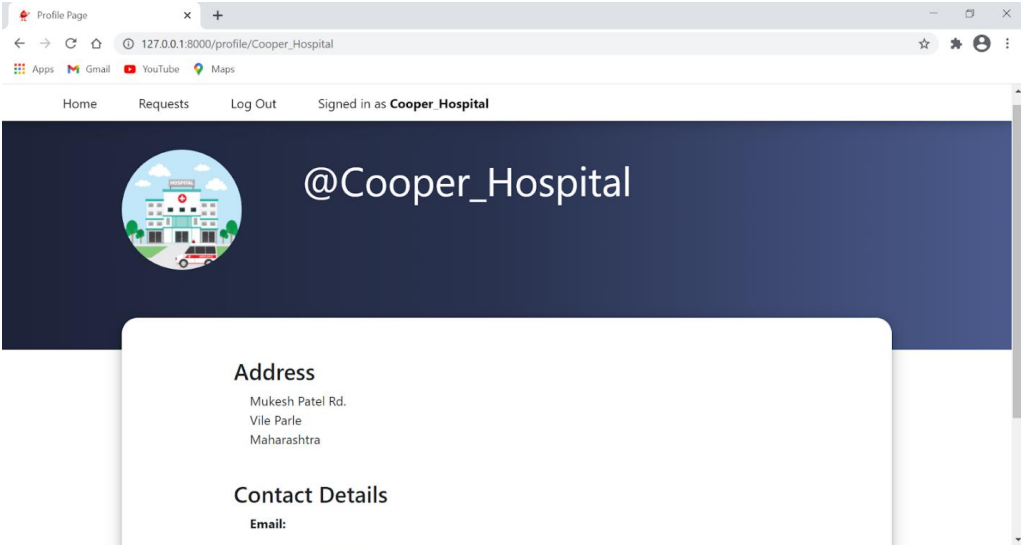 Profile Page
127.0.0.1:8000/profile/Cooper_Hospital
Apps Gmail YouTube Maps
Home Requests Log Out Signed in as Cooper_Hospital
HOSPITAL
@Cooper_Hospital
Address
Mukesh Patel Rd.
Vile Parle
Maharashtra
Contact Details
Email: